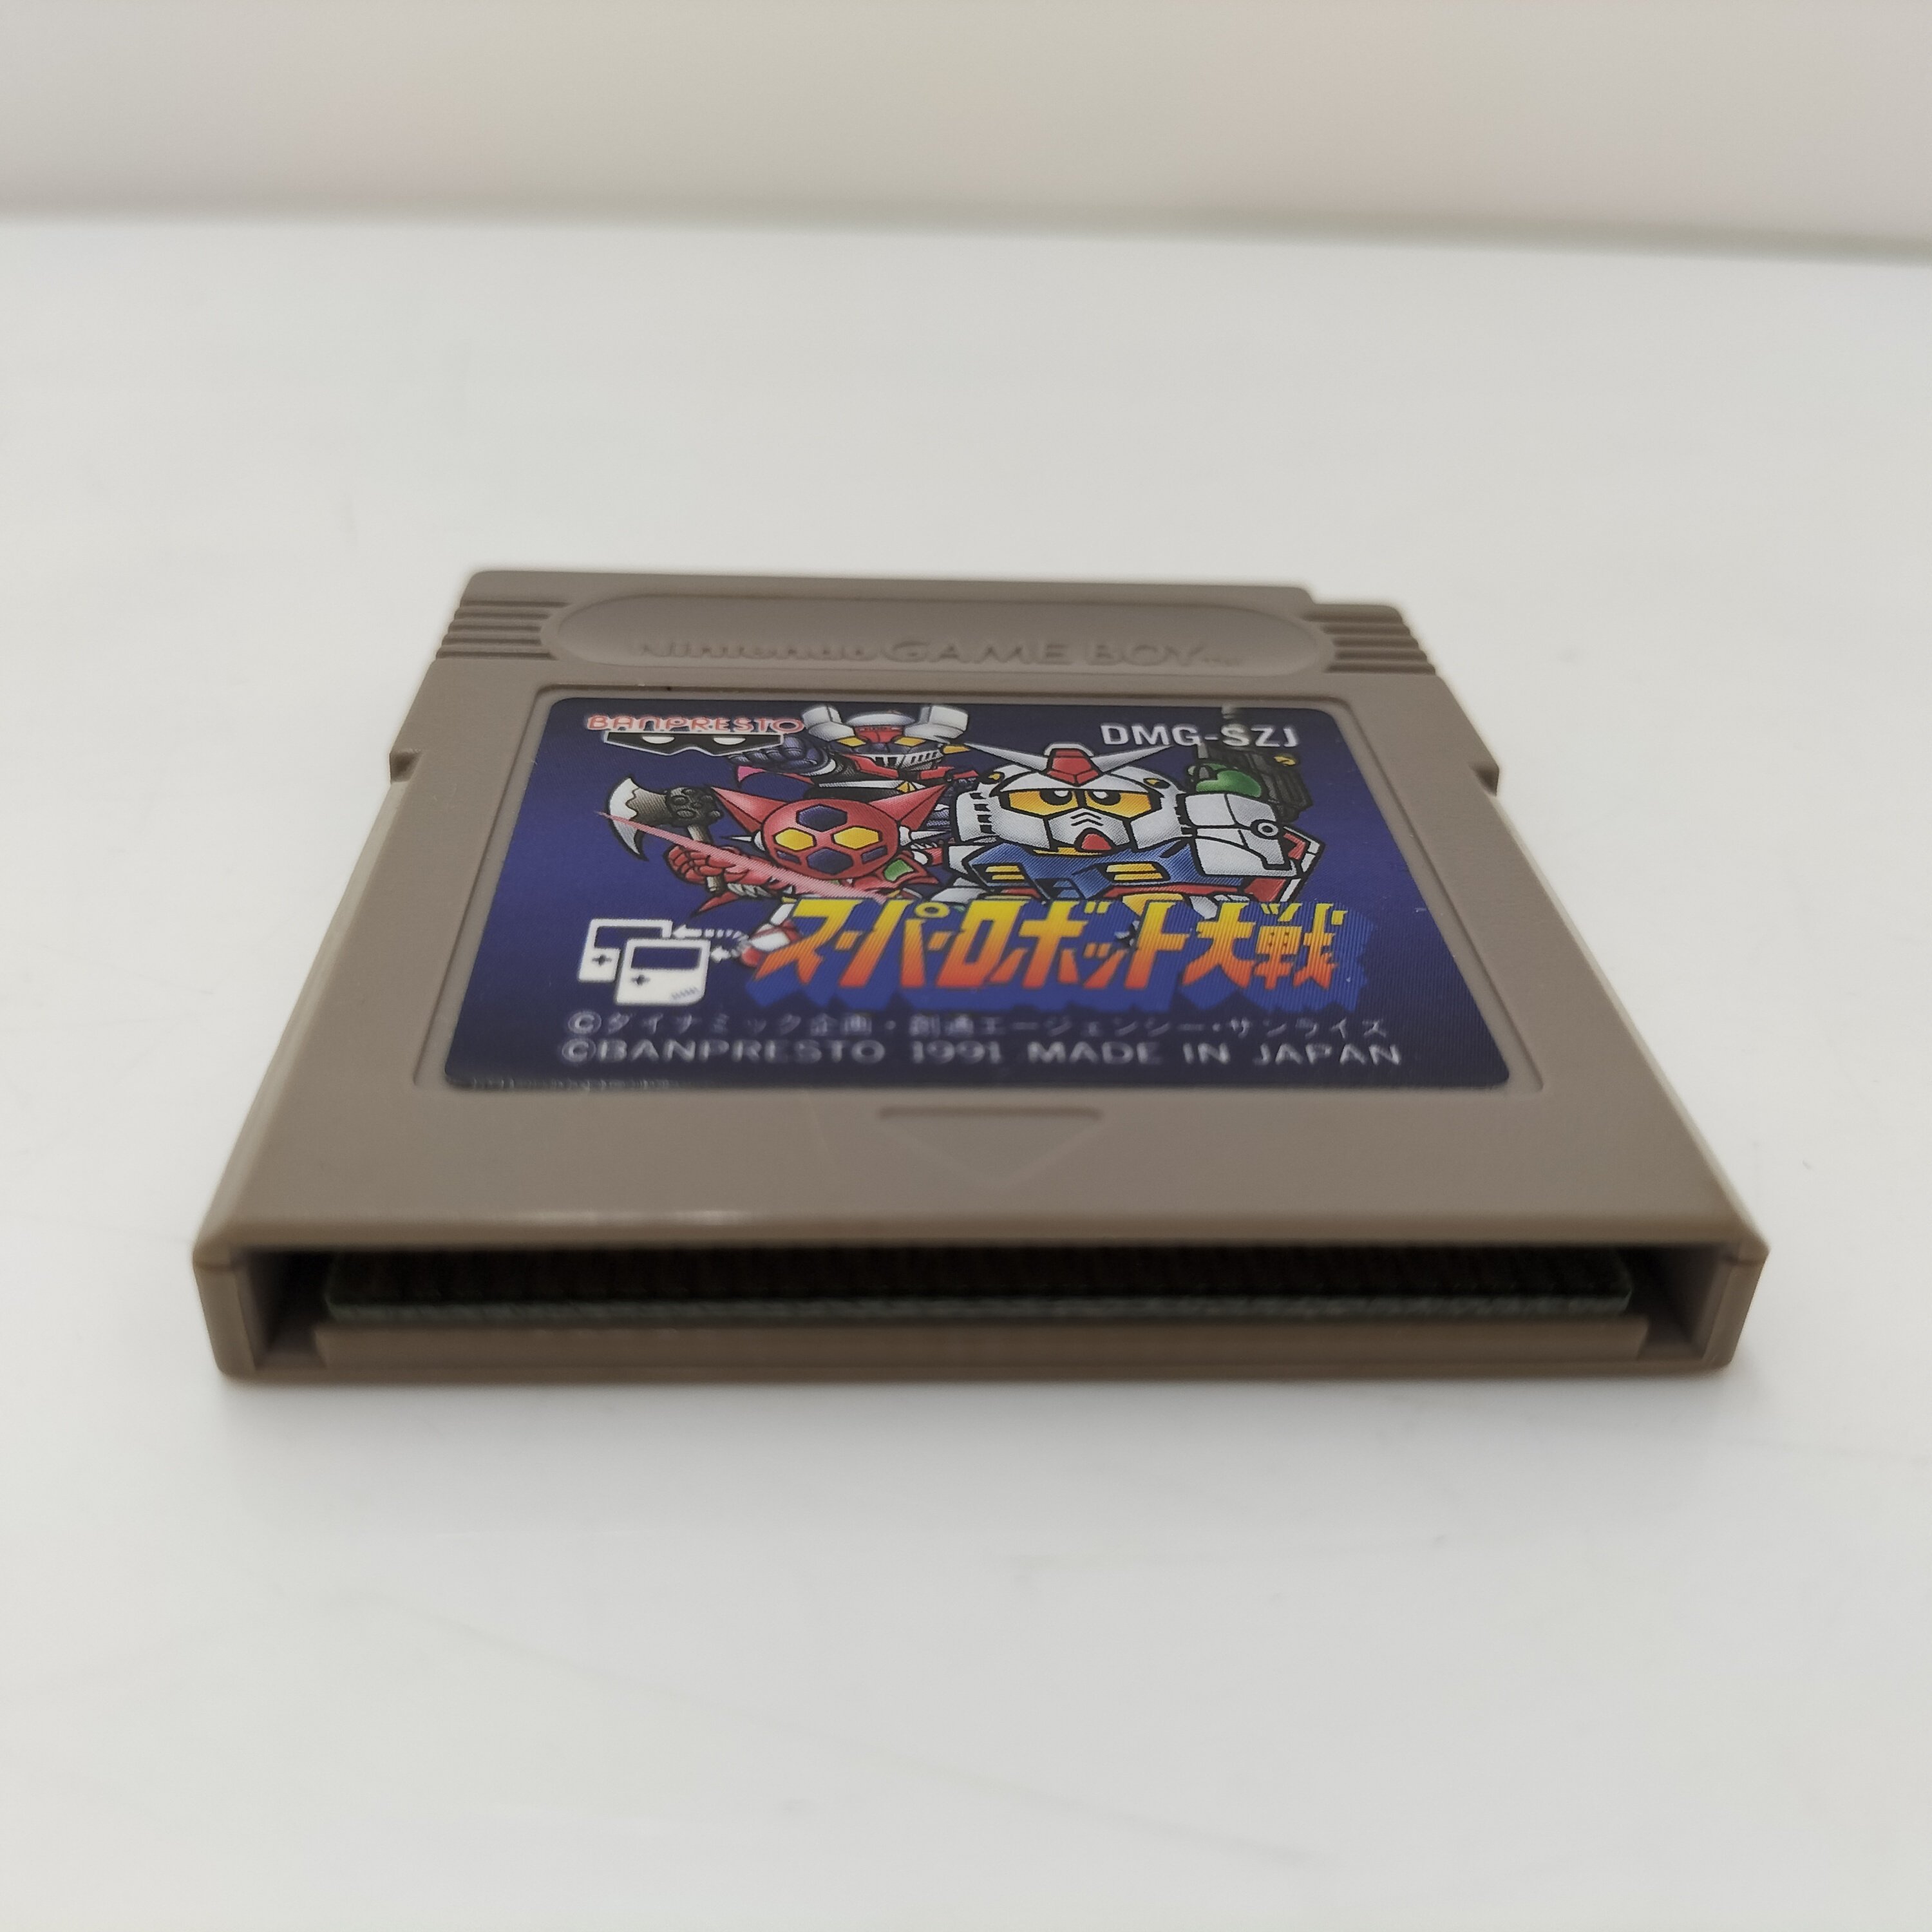 Nintendo GAME BOY TM
BANPRESTO
DMG-SZJ
スーパーロボット大戦
©ダイナミック企画・創通エージェンシー・サンライズ
©BANPRESTO 1991 MADE IN JAPAN